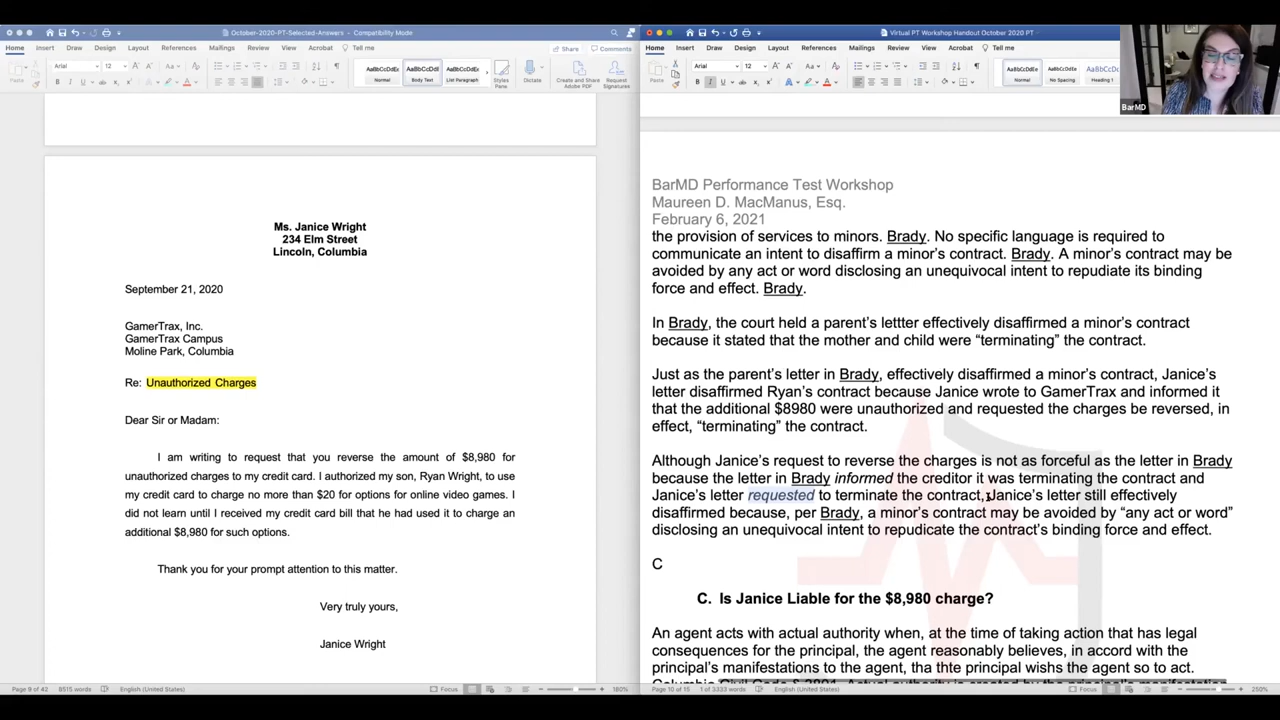 October-2020-PT-Selected-Answers - Compatibility Mode
Home Insert Draw Design Layout References Mailings Review View Acrobat Tell me
Share Comments
Arial 12
AaBbCcDdEe AaBbCcDdI AaBbCcDdEe
Normal Body Text List Paragraph
Styles Pane
Dictate
Create and Share Adobe PDF
Request Signatures
Paste
Ms. Janice Wright
234 Elm Street
Lincoln, Columbia
September 21, 2020
GamerTrax, Inc.
GamerTrax Campus
Moline Park, Columbia
Re: Unauthorized Charges
Dear Sir or Madam:
I am writing to request that you reverse the amount of $8,980 for
unauthorized charges to my credit card. I authorized my son, Ryan Wright, to use
my credit card to charge no more than $20 for options for online video games. I
did not learn until I received my credit card bill that he had used it to charge an
additional $8,980 for such options.
Thank you for your prompt attention to this matter.
Very truly yours,
Janice Wright
Page 9 of 42 8515 words English (United States) Focus 180%
Virtual PT Workshop Handout October 2020 PT
Home Insert Draw Design Layout References Mailings Review View Acrobat Tell me
Arial 12
AaBbCcDdEe AaBbCcDdEe AaBbCcDd
Normal No Spacing Heading 1
Paste
BarMD
BarMD Performance Test Workshop
Maureen D. MacManus, Esq.
February 6, 2021
the provision of services to minors. Brady. No specific language is required to
communicate an intent to disaffirm a minor's contract. Brady. A minor's contract may be
avoided by any act or word disclosing an unequivocal intent to repudiate its binding
force and effect. Brady.
In Brady, the court held a parent's lettter effectively disaffirmed a minor's contract
because it stated that the mother and child were "terminating" the contract.
Just as the parent's letter in Brady, effectively disaffirmed a minor's contract, Janice's
letter disaffirmed Ryan's contract because Janice wrote to GamerTrax and informed it
that the additional $8980 were unauthorized and requested the charges be reversed, in
effect, "terminating" the contract.
Although Janice's request to reverse the charges is not as forceful as the letter in Brady
because the letter in Brady informed the creditor it was terminating the contract and
Janice's letter requested to terminate the contract, Janice's letter still effectively
disaffirmed because, per Brady, a minor's contract may be avoided by "any act or word"
disclosing an unequivocal intent to repudicate the contract's binding force and effect.
C
C. Is Janice Liable for the $8,980 charge?
An agent acts with actual authority when, at the time of taking action that has legal
consequences for the principal, the agent reasonably believes, in accord with the
principal's manifestations to the agent, tha thte principal wishs the agent so to act.
Page 10 of 15 1 of 3333 words English (United States) Focus 250%